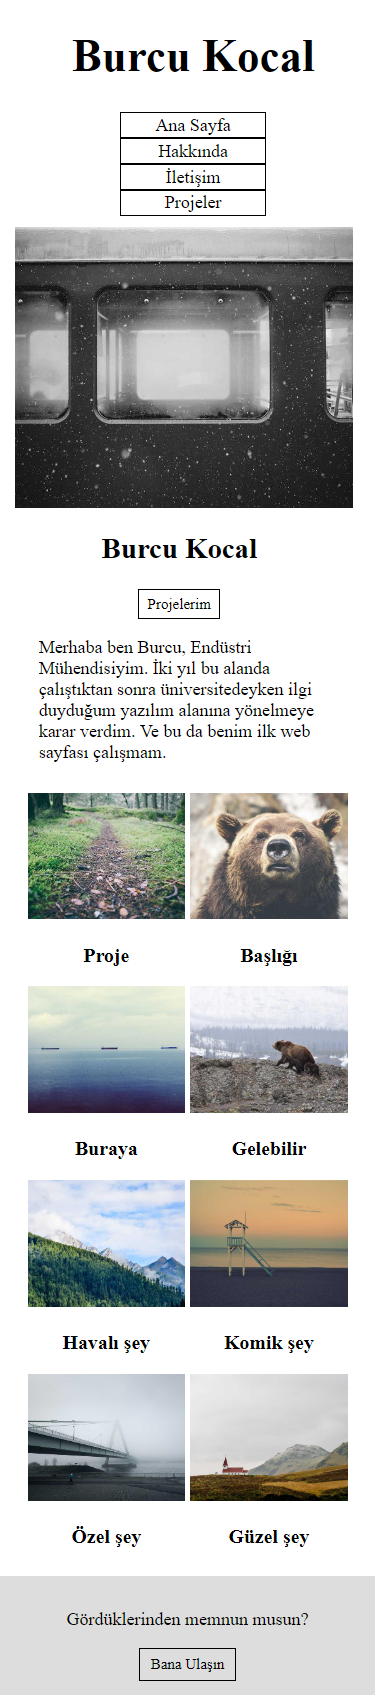 Burcu Kocal
Ana Sayfa
Hakkında
İletişim
Projeler
Burcu Kocal
Projelerim
Merhaba ben Burcu, Endüstri
Mühendisiyim. İki yıl bu alanda
çalıştıktan sonra üniversitedeyken ilgi
duyduğum yazılım alanına yönelmeye
karar verdim. Ve bu da benim ilk web
sayfası çalışmam.
Proje
Başlığı
Buraya
Gelebilir
Havalı şey
Komik şey
Özel şey
Güzel şey
Gördüklerinden memnun musun?
Bana Ulaşın